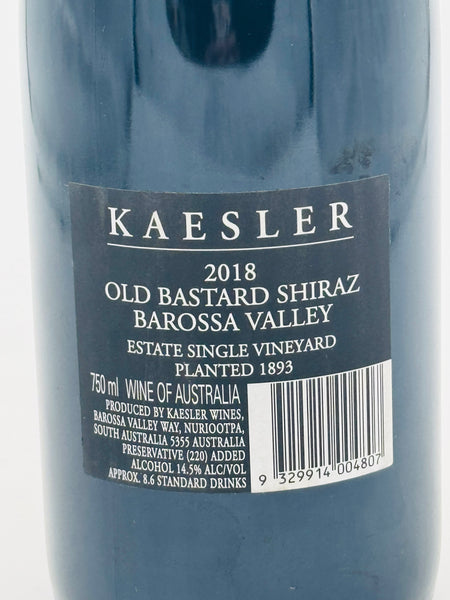 KAESLER
2018
OLD BASTARD SHIRAZ
BAROSSA VALLEY
ESTATE SINGLE VINEYARD
PLANTED 1893
750 ml WINE OF AUSTRALIA
PRODUCED BY KAESLER WINES,
BAROSSA VALLEY WAY, NURIOOTPA,
SOUTH AUSTRALIA 5355 AUSTRALIA
PRESERVATIVE (220) ADDED
ALCOHOL 14.5% ALC/VOL
APPROX. 8.6 STANDARD DRINKS
9 329914 004807